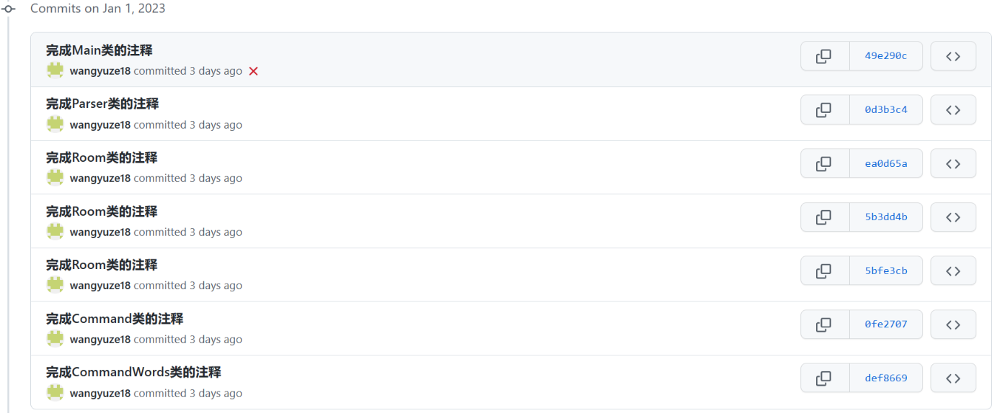 Commits on Jan 1, 2023
完成Main类的注释
wangyuze18 committed 3 days ago
49e290c
完成Parser类的注释
wangyuze18 committed 3 days ago
0d3b3c4
完成Room类的注释
wangyuze18 committed 3 days ago
ea0d65a
完成Room类的注释
wangyuze18 committed 3 days ago
5b3dd4b
完成Room类的注释
wangyuze18 committed 3 days ago
5bfe3cb
完成Command类的注释
wangyuze18 committed 3 days ago
0fe2707
完成CommandWords类的注释
wangyuze18 committed 3 days ago
def8669